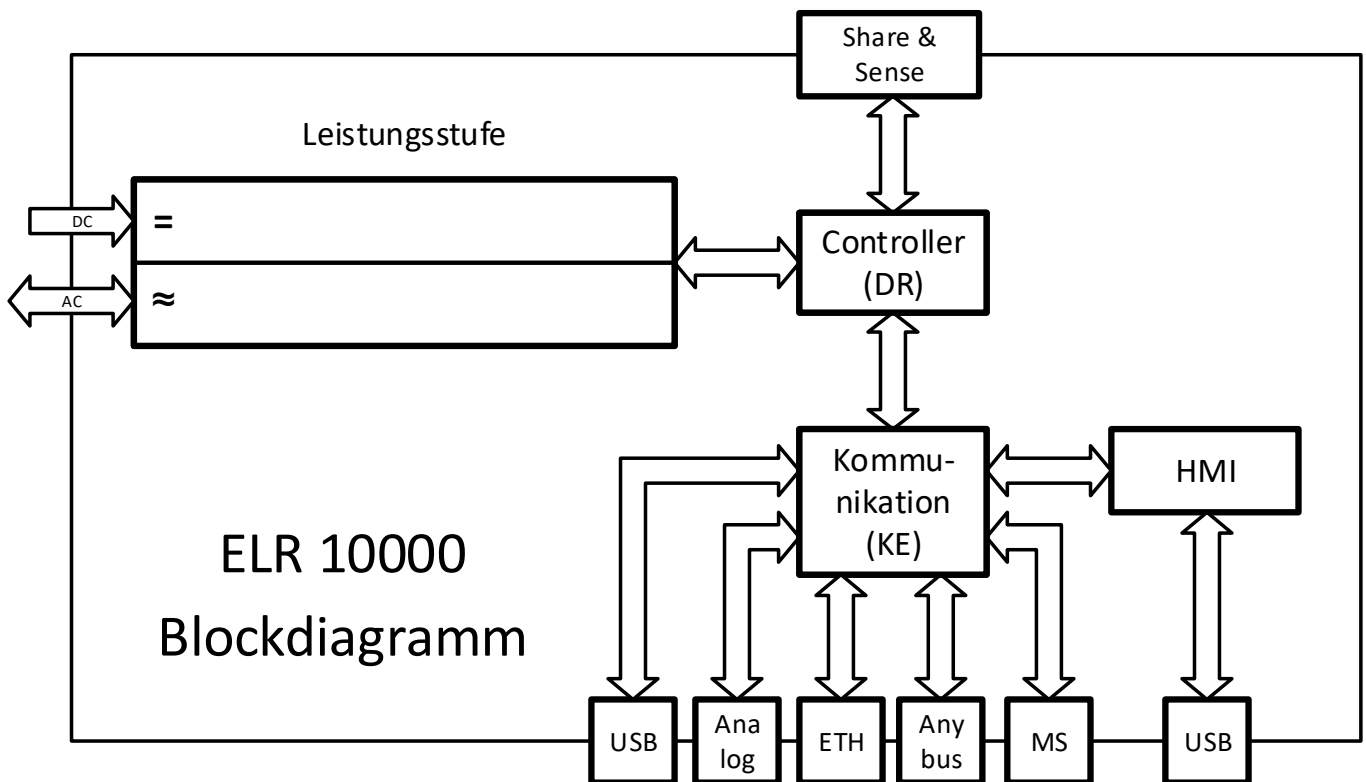 Share &
Sense
Leistungsstufe
DC
=
Controller
(DR)
AC
≈
Kommu-
nikation
(KE)
HMI
ELR 10000
Blockdiagramm
USB
Ana
log
ETH
Any
bus
MS
USB